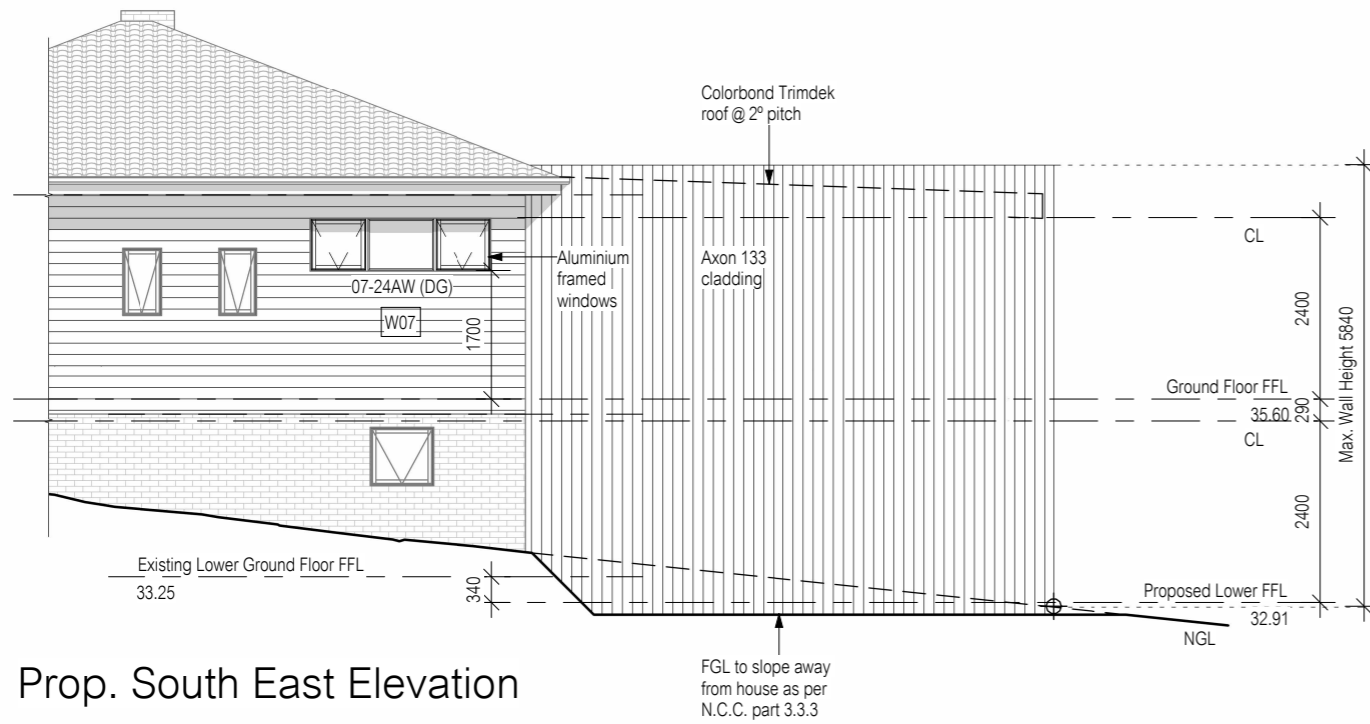 Colorbond Trimdek
roof @ 2º pitch
Aluminium
framed
windows
Axon 133
cladding
07-24AW (DG)
W07
1700
CL
2400
Max. Wall Height 5840
Ground Floor FFL
35.60
290
CL
2400
Existing Lower Ground Floor FFL
33.25
340
Proposed Lower FFL
32.91
NGL
FGL to slope away
from house as per
N.C.C. part 3.3.3
Prop. South East Elevation